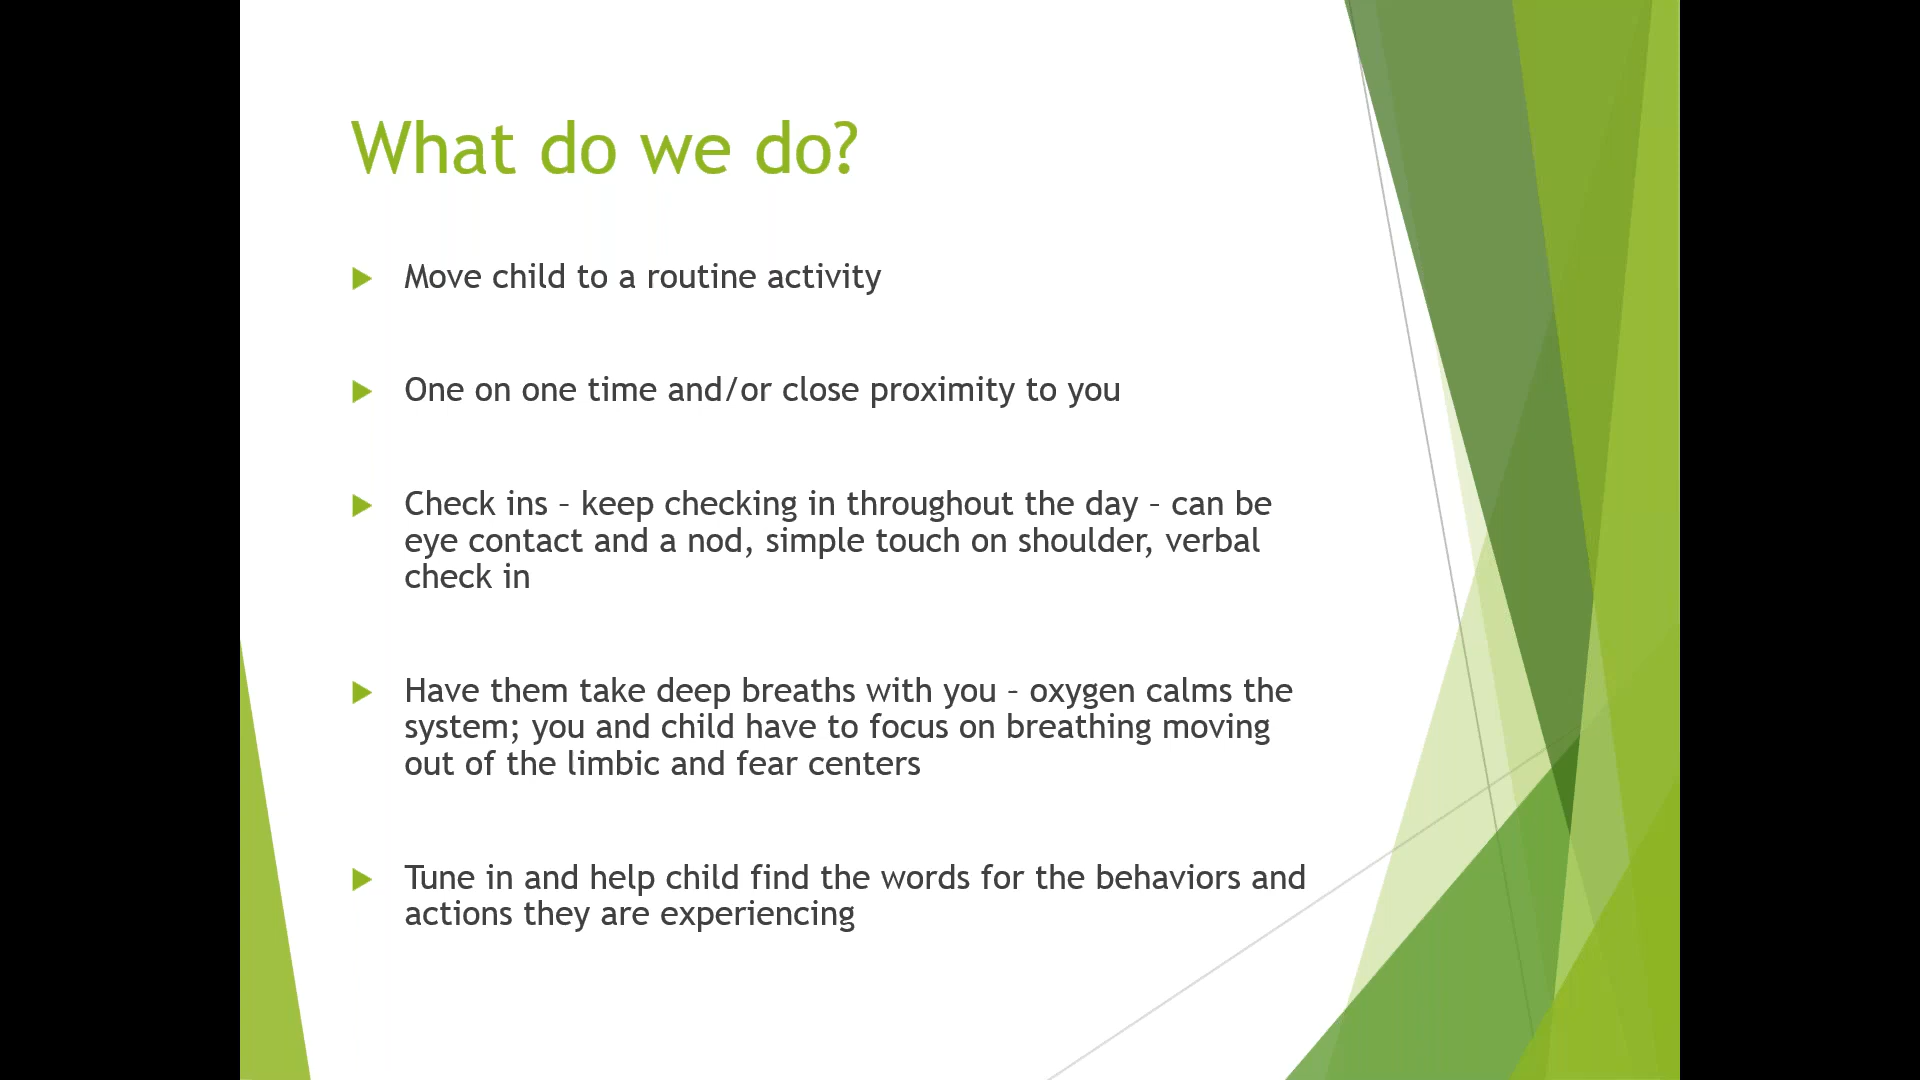 What do we do?
Move child to a routine activity
One on one time and/or close proximity to you
Check ins – keep checking in throughout the day – can be
eye contact and a nod, simple touch on shoulder, verbal
check in
Have them take deep breaths with you – oxygen calms the
system; you and child have to focus on breathing moving
out of the limbic and fear centers
Tune in and help child find the words for the behaviors and
actions they are experiencing